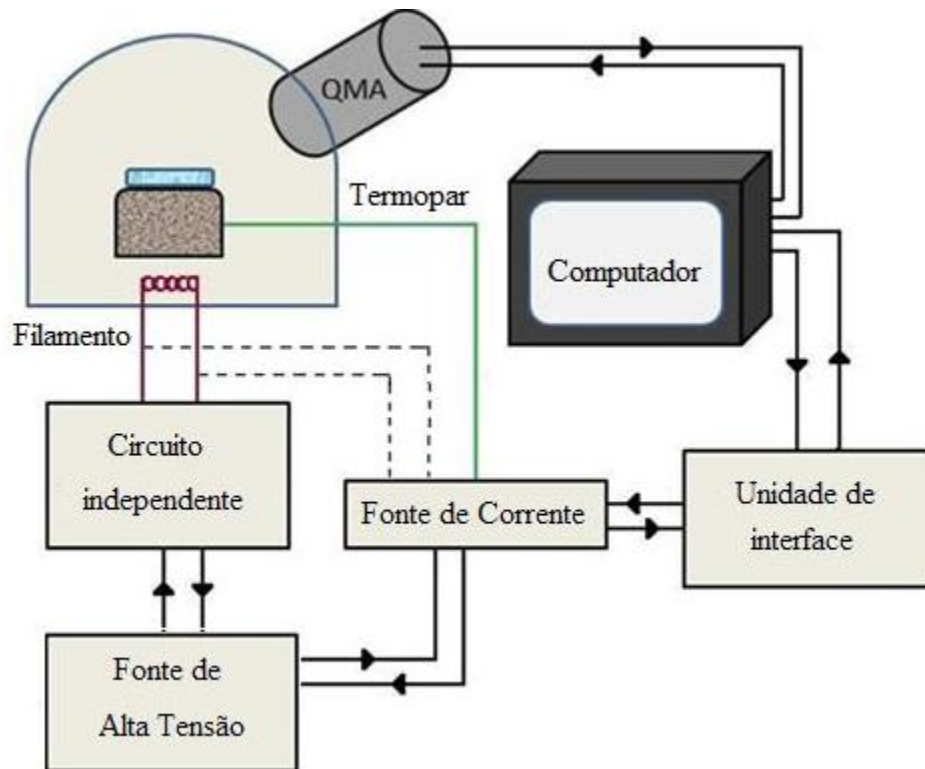 QMA
Termopar
Computador
Filamento
Circuito
independente
Fonte de Corrente
Unidade de
interface
Fonte de
Alta Tensão